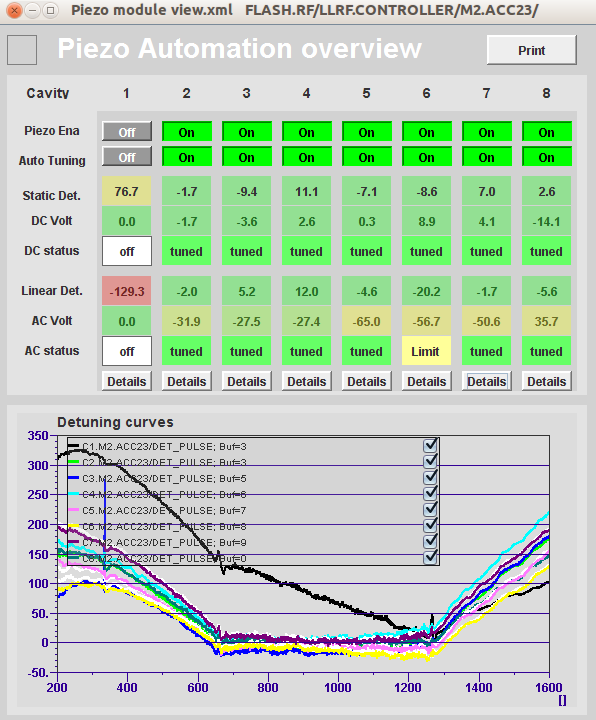 Piezo module view.xml   FLASH.RF/LLRF.CONTROLLER/M2.ACC23/
Piezo Automation overview Print
Cavity 1 2 3 4 5 6 7 8
Piezo Ena Off On On On On On On On
Auto Tuning Off On On On On On On On
Static Det. 76.7 -1.7 -9.4 11.1 -7.1 -8.6 7.0 2.6
DC Volt 0.0 -1.7 -3.6 2.6 0.3 8.9 4.1 -14.1
DC status off tuned tuned tuned tuned tuned tuned tuned
Linear Det. -129.3 -2.0 5.2 12.0 -4.6 -20.2 -1.7 -5.6
AC Volt 0.0 -31.9 -27.5 -27.4 -65.0 -56.7 -50.6 35.7
AC status off tuned tuned tuned tuned Limit tuned tuned
Details Details Details Details Details Details Details Details
Detuning curves
350
300
250
200
150
100
50.
0
-50.
C1.M2.ACC23/DET_PULSE; Buf=3
C2.M2.ACC23/DET_PULSE; Buf=3
C3.M2.ACC23/DET_PULSE; Buf=5
C4.M2.ACC23/DET_PULSE; Buf=6
C5.M2.ACC23/DET_PULSE; Buf=7
C6.M2.ACC23/DET_PULSE; Buf=8
C7.M2.ACC23/DET_PULSE; Buf=9
C8.M2.ACC23/DET_PULSE; Buf=0
200 400 600 800 1000 1200 1400 1600
[]